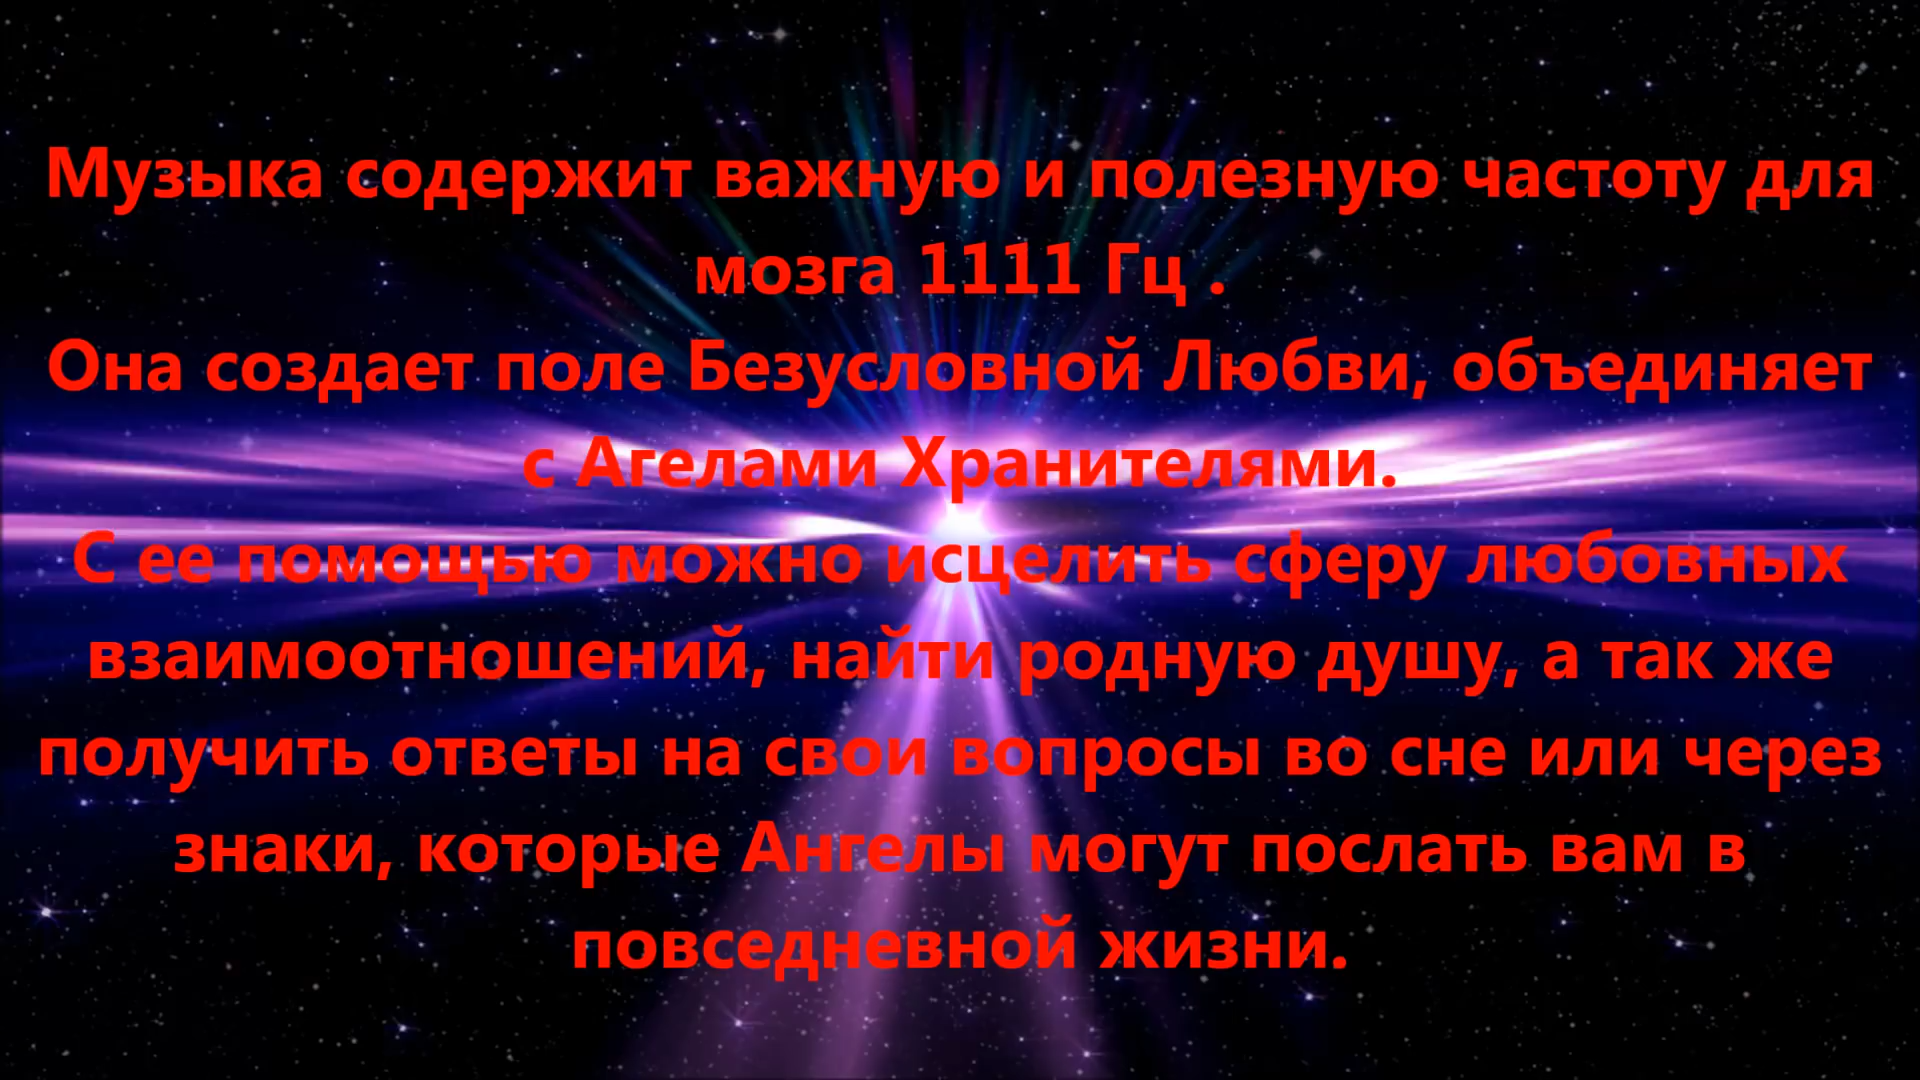 Музыка содержит важную и полезную частоту для
мозга 1111 Гц .
Она создает поле Безусловной Любви, объединяет
с Агелами Хранителями.
С ее помощью можно исцелить сферу любовных
взаимоотношений, найти родную душу, а так же
получить ответы на свои вопросы во сне или через
знаки, которые Ангелы могут послать вам в
повседневной жизни.